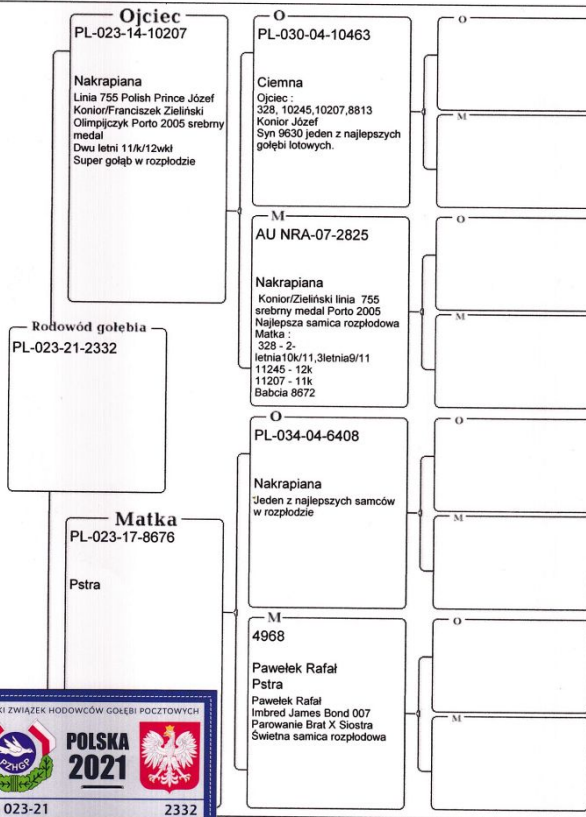 Ojciec
PL-023-14-10207
Nakrapiana
Linia 755 Polish Prince Józef
Konior/Franciszek Zieliński
Olimpijczyk Porto 2005 srebrny
medal
Dwu letni 11/k/12wkł
Super gołąb w rozpłodzie
O
PL-030-04-10463
Ciemna
Ojciec :
328, 10245,10207,8813
Konior Józef
Syn 9630 jeden z najlepszych
gołębi lotowych.
O
M
M
AU NRA-07-2825
Nakrapiana
Konior/Zieliński linia 755
srebrny medal Porto 2005
Najlepsza samica rozpłodowa
Matka :
328 - 2-
letnia10k/11,3letnia9/11
11245 - 12k
11207 - 11k
Babcia 8672
O
M
Rodowód gołębia
PL-023-21-2332
O
PL-034-04-6408
Nakrapiana
Jeden z najlepszych samców
w rozpłodzie
O
M
Matka
PL-023-17-8676
Pstra
M
4968
Pawełek Rafał
Pstra
Pawełek Rafał
Imbred James Bond 007
Parowanie Brat X Siostra
Świetna samica rozpłodowa
O
M
KI ZWIĄZEK HODOWCÓW GOŁĘBI POCZTOWYCH
PZHGP
POLSKA
2021
023-21 2332